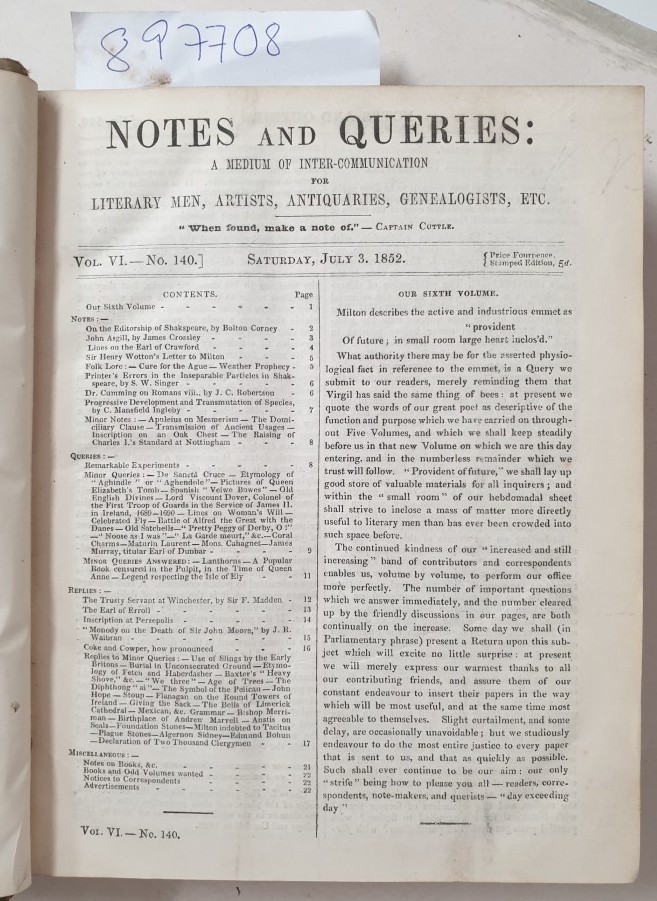 897708
NOTES AND QUERIES:
A MEDIUM OF INTER-COMMUNICATION
FOR
LITERARY MEN, ARTISTS, ANTIQUARIES, GENEALOGISTS, ETC.
"When found, make a note of." — CAPTAIN CUTTLE.
VOL. VI.—No. 140.]
SATURDAY, JULY 3. 1852.
{Price Fourpence.
Stamped Edition, 5d.
CONTENTS. Page
Our Sixth Volume - - - - - 1
NOTES:—
On the Editorship of Shakspeare, by Bolton Corney - 2
John Asgill, by James Crossley - - - 3
Lines on the Earl of Crawford - - - 4
Sir Henry Wotton's Letter to Milton - - 5
Folk Lore:—Cure for the Ague—Weather Prophecy - 5
Printer's Errors in the Inseparable Particles in Shak-
speare, by S. W. Singer - - - - 6
Dr. Cumming on Romans viii., by J. C. Robertson - 6
Progressive Development and Transmutation of Species,
by C. Mansfield Ingleby - - - - 7
Minor Notes:—Apuleius on Mesmerism—The Domi-
ciliary Clause—Transmission of Ancient Usages—
Inscription on an Oak Chest—The Raising of
Charles I.'s Standard at Nottingham - - - 8
QUERIES:—
Remarkable Experiments - - - - 8
Minor Queries:—De Sanctâ Cruce—Etymology of
"Aghindle" or "Aghendole"—Pictures of Queen
Elizabeth's Tomb—Spanish "Veiwe Bowes"—Old
English Divines—Lord Viscount Dover, Colonel of
the First Troop of Guards in the Service of James II.
in Ireland, 1689-1690—Lines on Woman's Will—
Celebrated Fly—Battle of Alfred the Great with the
Danes—Old Satchells—"Pretty Peggy of Derby, O!"
—"Noose as I was"—"La Garde meurt," &c.—Coral
Charms—Maturin Laurent—Mons. Cahagnet—James
Murray, titular Earl of Dunbar - - - - 9
MINOR QUERIES ANSWERED:—Lanthorns—A Popular
Book censured in the Pulpit, in the Time of Queen
Anne—Legend respecting the Isle of Ely - - 11
REPLIES:—
The Trusty Servant at Winchester, by Sir F. Madden - 12
The Earl of Erroll - - - - - 13
Inscription at Persepolis - - - - 14
"Monody on the Death of Sir John Moore," by J. R.
Walbran - - - - - 15
Coke and Cowper, how pronounced - - 16
Replies to Minor Queries:—Use of Slings by the Early
Britons—Burial in Unconsecrated Ground—Etymo-
logy of Fetch and Haberdasher—Baxter's "Heavy
Shove," &c.—"We three"—Age of Trees—The
Diphthong "ai"—The Symbol of the Pelican—John
Hope—Stoup—Flanagan on the Round Towers of
Ireland—Giving the Sack—The Bells of Limerick
Cathedral—Mexican, &c. Grammar—Bishop Merri-
man—Birthplace of Andrew Marvell—Anstis on
Seals—Foundation Stones—Milton indebted to Tacitus
—Plague Stones—Algernon Sidney—Edmund Bohun
—Declaration of Two Thousand Clergymen - - 17
MISCELLANEOUS:—
Notes on Books, &c. - - - - 21
Books and Odd Volumes wanted - - - 22
Notices to Correspondents - - - - 22
Advertisements - - - - - 22
VOL. VI.—No. 140.
OUR SIXTH VOLUME.
Milton describes the active and industrious emmet as
"provident
Of future; in small room large heart inclos'd."
What authority there may be for the asserted physio-
logical fact in reference to the emmet, is a Query we
submit to our readers, merely reminding them that
Virgil has said the same thing of bees: at present we
quote the words of our great poet as descriptive of the
function and purpose which we have carried on through-
out Five Volumes, and which we shall keep steadily
before us in that new Volume on which we are this day
entering, and in the numberless remainder which we
trust will follow. "Provident of future," we shall lay up
good store of valuable materials for all inquirers; and
within the "small room" of our hebdomadal sheet
shall strive to inclose a mass of matter more directly
useful to literary men than has ever been crowded into
such space before.
The continued kindness of our "increased and still
increasing" band of contributors and correspondents
enables us, volume by volume, to perform our office
more perfectly. The number of important questions
which we answer immediately, and the number cleared
up by the friendly discussions in our pages, are both
continually on the increase. Some day we shall (in
Parliamentary phrase) present a Return upon this sub-
ject which will excite no little surprise: at present
we will merely express our warmest thanks to all
our contributing friends, and assure them of our
constant endeavour to insert their papers in the way
which will be most useful, and at the same time most
agreeable to themselves. Slight curtailment, and some
delay, are occasionally unavoidable; but we studiously
endeavour to do the most entire justice to every paper
that is sent to us, and that as quickly as possible.
Such shall ever continue to be our aim: our only
"strife" being how to please you all—readers, corre-
spondents, note-makers, and querists—"day exceeding
day."